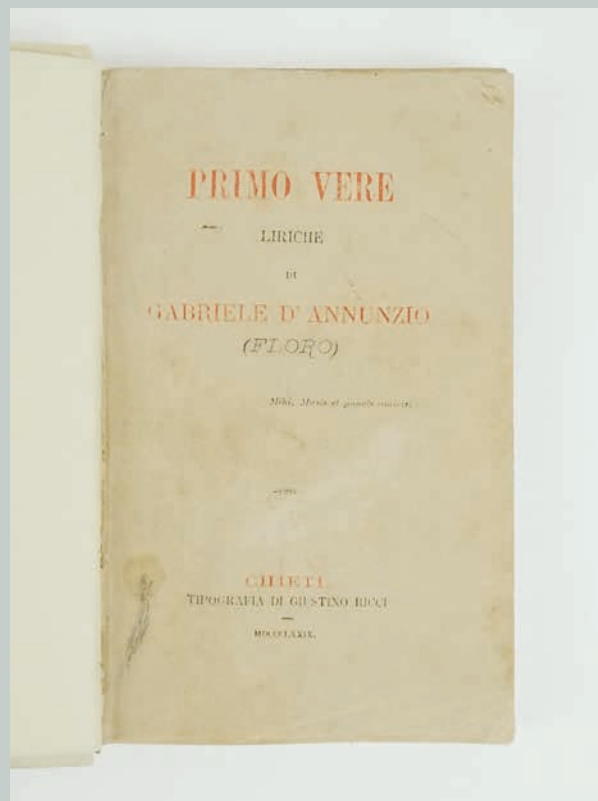 PRIMO VERE
LIRICHE
DI
GABRIELE D'ANNUNZIO
(FLORO)
CHIETI
TIPOGRAFIA DI GIUSTINO RICCI
MDCCCLXXIX.